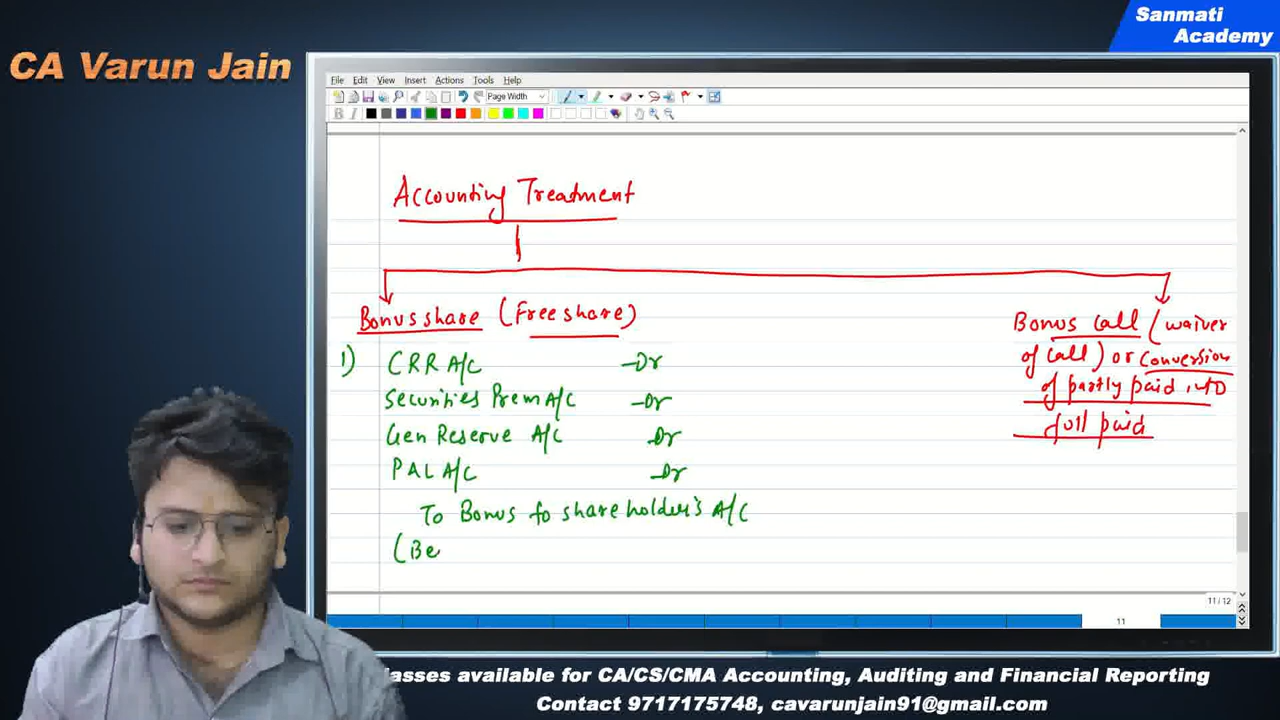 Sanmati
Academy
CA Varun Jain
File Edit View Insert Actions Tools Help
Page Width
B I
Accounting Treatment
Bonus share (Free share)
1) CRR A/C -Dr
Securities Prem A/C -Dr
Gen Reserve A/C -Dr
P&L A/C -Dr
To Bonus to shareholder's A/C
(Be
Bonus call (waiver
of call) or conversion
of partly paid into
full paid
11 / 12
11
lasses available for CA/CS/CMA Accounting, Auditing and Financial Reporting
Contact 9717175748, cavarunjain91@gmail.com